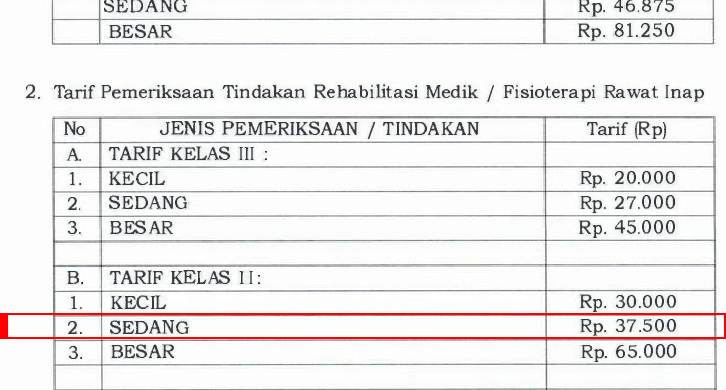 SEDANG Rp. 46.875
BESAR Rp. 81.250
2. Tarif Pemeriksaan Tindakan Rehabilitasi Medik / Fisioterapi Rawat Inap
No JENIS PEMERIKSAAN / TINDAKAN Tarif (Rp)
A. TARIF KELAS III :
1. KECIL Rp. 20.000
2. SEDANG Rp. 27.000
3. BESAR Rp. 45.000
B. TARIF KELAS II:
1. KECIL Rp. 30.000
2. SEDANG Rp. 37.500
3. BESAR Rp. 65.000